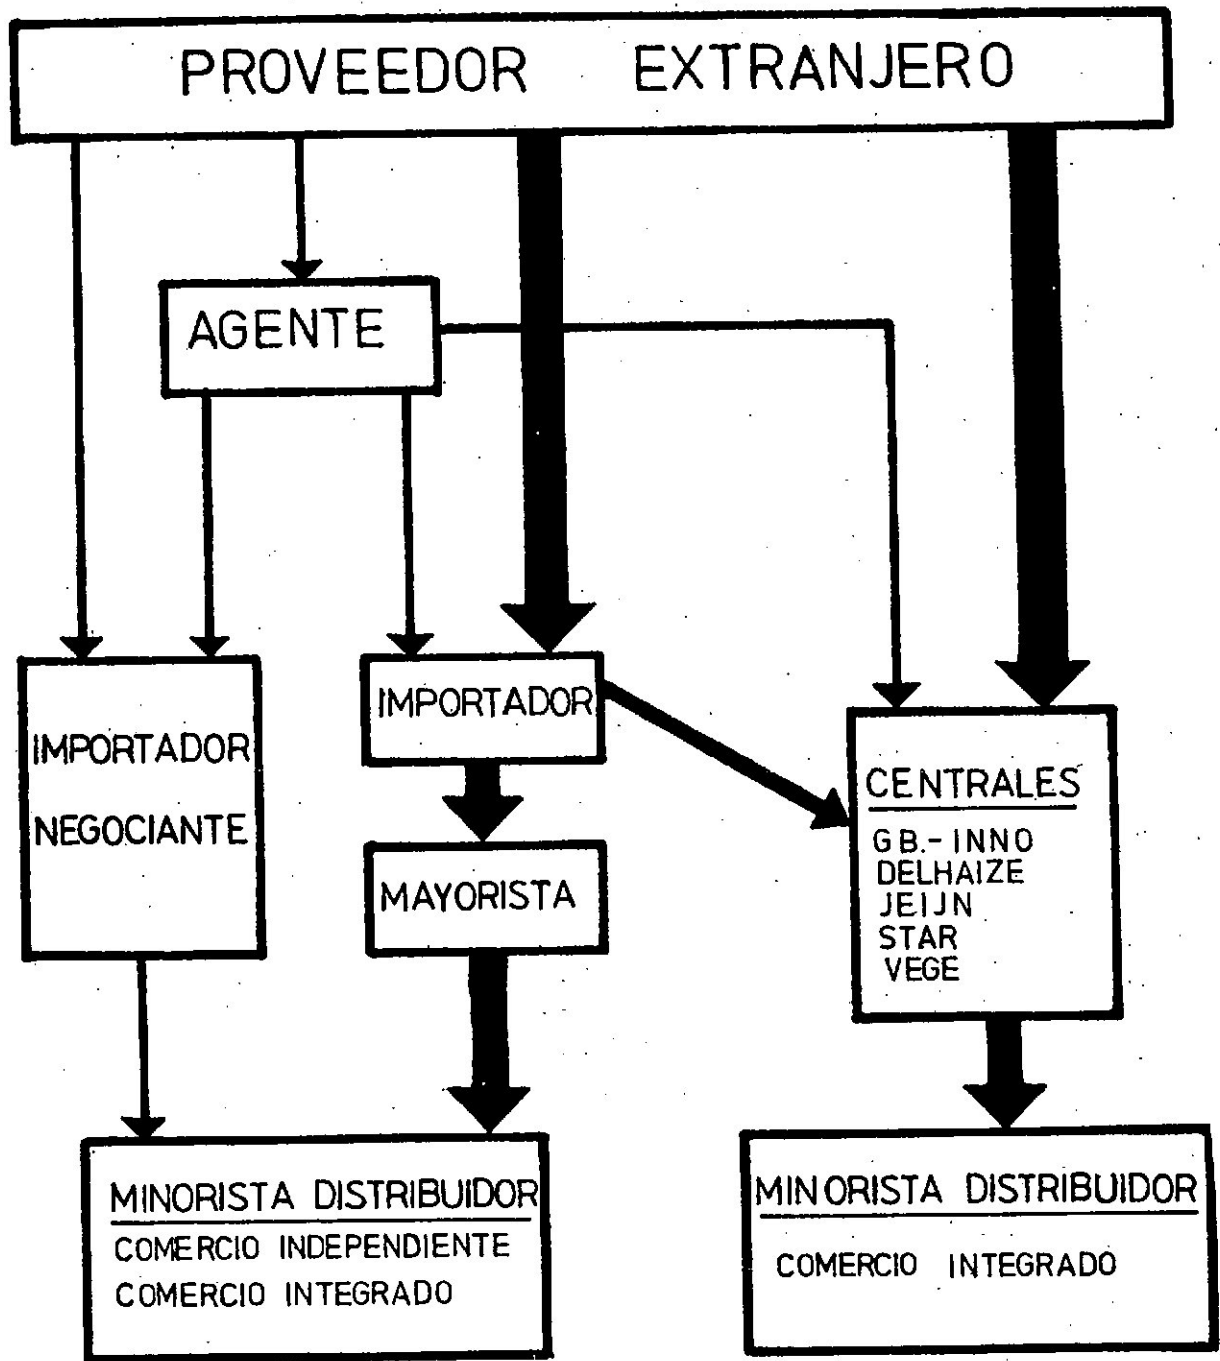 PROVEEDOR EXTRANJERO
AGENTE
IMPORTADOR
NEGOCIANTE
IMPORTADOR
MAYORISTA
CENTRALES
GB.-INNO
DELHAIZE
JEIJN
STAR
VEGE
MINORISTA DISTRIBUIDOR
COMERCIO INDEPENDIENTE
COMERCIO INTEGRADO
MINORISTA DISTRIBUIDOR
COMERCIO INTEGRADO